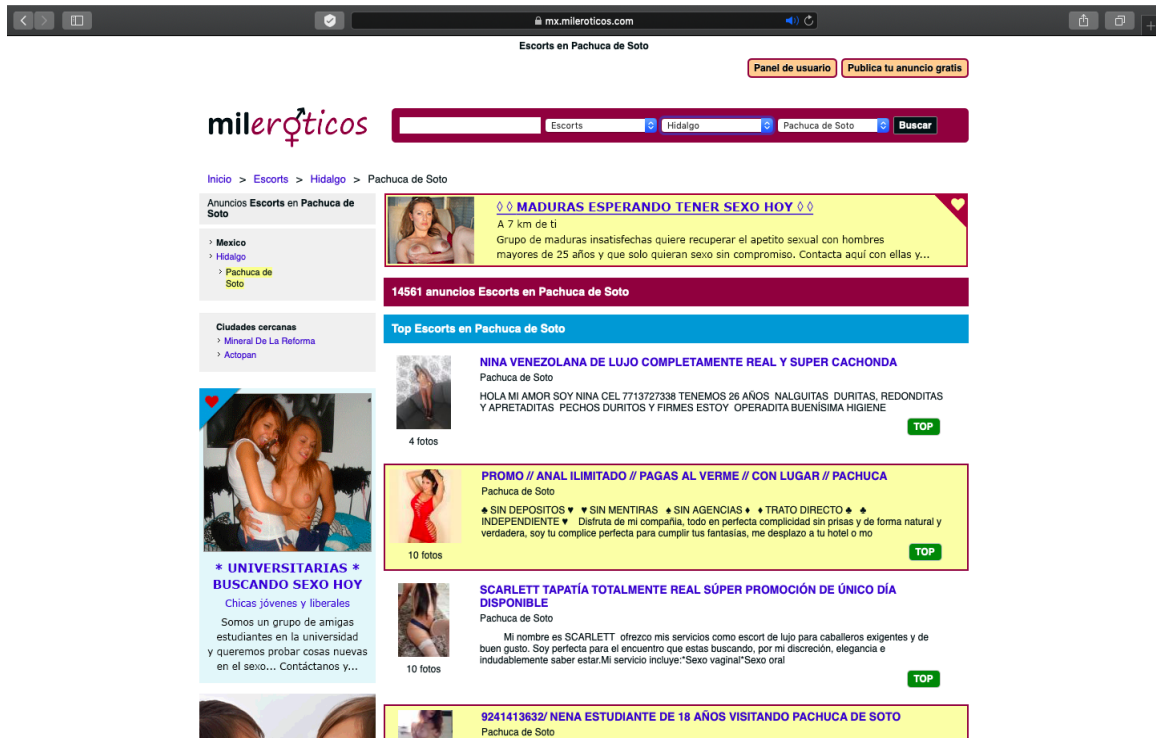 mx.mileroticos.com
Escorts en Pachuca de Soto
Panel de usuario
Publica tu anuncio gratis
mileroticos
Escorts
Hidalgo
Pachuca de Soto
Buscar
Inicio > Escorts > Hidalgo > Pachuca de Soto
Anuncios Escorts en Pachuca de
Soto
› Mexico
› Hidalgo
› Pachuca de
Soto
Ciudades cercanas
› Mineral De La Reforma
› Actopan
* UNIVERSITARIAS *
BUSCANDO SEXO HOY
Chicas jóvenes y liberales
Somos un grupo de amigas
estudiantes en la universidad
y queremos probar cosas nuevas
en el sexo... Contáctanos y...
◊ ◊ MADURAS ESPERANDO TENER SEXO HOY ◊ ◊
A 7 km de ti
Grupo de maduras insatisfechas quiere recuperar el apetito sexual con hombres
mayores de 25 años y que solo quieran sexo sin compromiso. Contacta aquí con ellas y...
14561 anuncios Escorts en Pachuca de Soto
Top Escorts en Pachuca de Soto
NINA VENEZOLANA DE LUJO COMPLETAMENTE REAL Y SUPER CACHONDA
Pachuca de Soto
HOLA MI AMOR SOY NINA CEL 7713727338 TENEMOS 26 AÑOS NALGUITAS DURITAS, REDONDITAS
Y APRETADITAS PECHOS DURITOS Y FIRMES ESTOY OPERADITA BUENÍSIMA HIGIENE
4 fotos
TOP
PROMO // ANAL ILIMITADO // PAGAS AL VERME // CON LUGAR // PACHUCA
Pachuca de Soto
♣ SIN DEPOSITOS ♥ ♥ SIN MENTIRAS ♠ SIN AGENCIAS ♦ ♦ TRATO DIRECTO ♣ ♣
INDEPENDIENTE ♥ Disfruta de mi compañia, todo en perfecta complicidad sin prisas y de forma natural y
verdadera, soy tu complice perfecta para cumplir tus fantasías, me desplazo a tu hotel o mo
10 fotos
TOP
SCARLETT TAPATÍA TOTALMENTE REAL SÚPER PROMOCIÓN DE ÚNICO DÍA
DISPONIBLE
Pachuca de Soto
Mi nombre es SCARLETT ofrezco mis servicios como escort de lujo para caballeros exigentes y de
buen gusto. Soy perfecta para el encuentro que estas buscando, por mi discreción, elegancia e
indudablemente saber estar.Mi servicio incluye:*Sexo vaginal*Sexo oral
10 fotos
TOP
9241413632/ NENA ESTUDIANTE DE 18 AÑOS VISITANDO PACHUCA DE SOTO
Pachuca de Soto